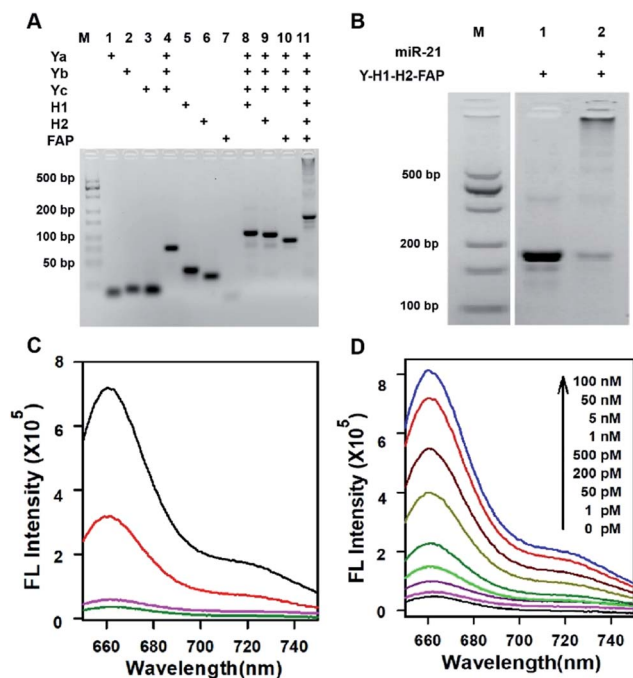 A
M 1 2 3 4 5 6 7 8 9 10 11
Ya + + + + + +
Yb + + + + + +
Yc + + + + + +
H1 + + +
H2 + + +
FAP + + +
500 bp
200 bp
100 bp
50 bp
B
M 1 2
miR-21 +
Y-H1-H2-FAP + +
500 bp
200 bp
100 bp
C
FL Intensity (X10⁵)
8
6
4
2
0
660 680 700 720 740
Wavelength(nm)
D
FL Intensity (X10⁵)
8
6
4
2
0
100 nM
50 nM
5 nM
1 nM
500 pM
200 pM
50 pM
1 pM
0 pM
660 680 700 720 740
Wavelength(nm)